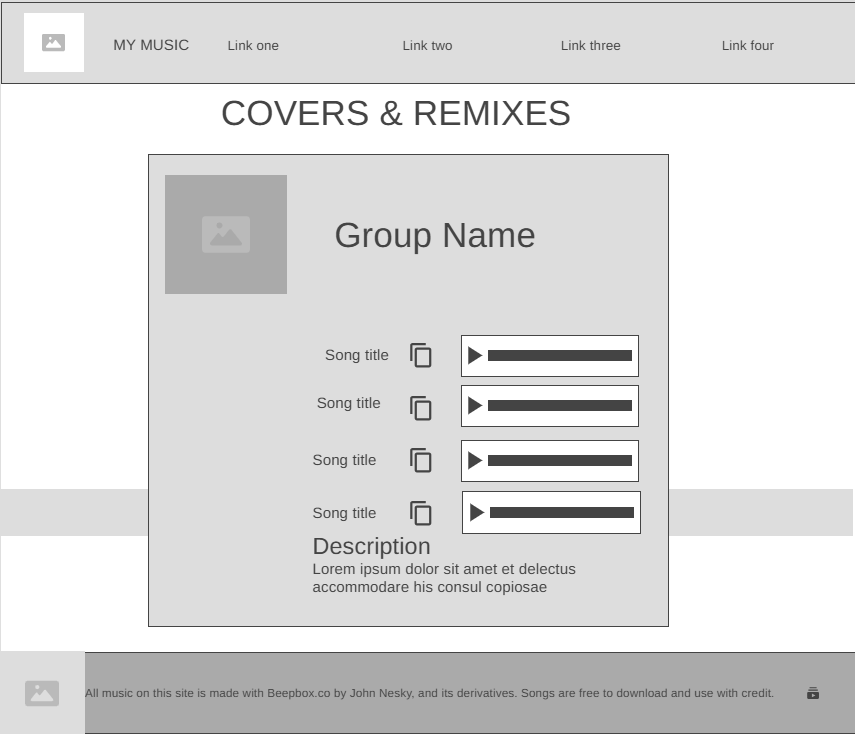 MY MUSIC Link one Link two Link three Link four
COVERS & REMIXES
Group Name
Song title
Song title
Song title
Song title
Description
Lorem ipsum dolor sit amet et delectus
accommodare his consul copiosae
All music on this site is made with Beepbox.co by John Nesky, and its derivatives. Songs are free to download and use with credit.